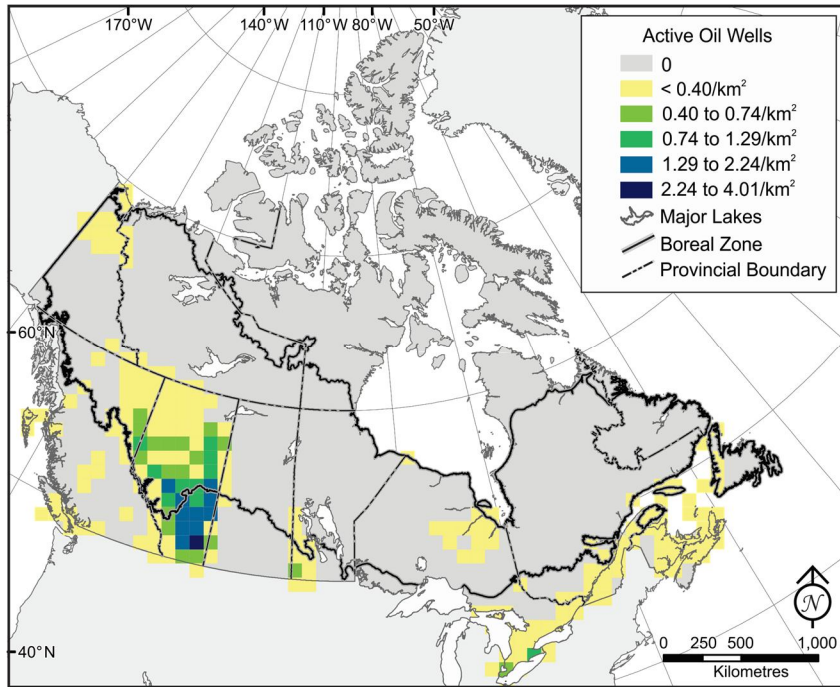 170°W 140°W 110°W 80°W 50°W
Active Oil Wells
0
< 0.40/km²
0.40 to 0.74/km²
0.74 to 1.29/km²
1.29 to 2.24/km²
2.24 to 4.01/km²
Major Lakes
Boreal Zone
Provincial Boundary
60°N
40°N
N
0 250 500 1,000
Kilometres